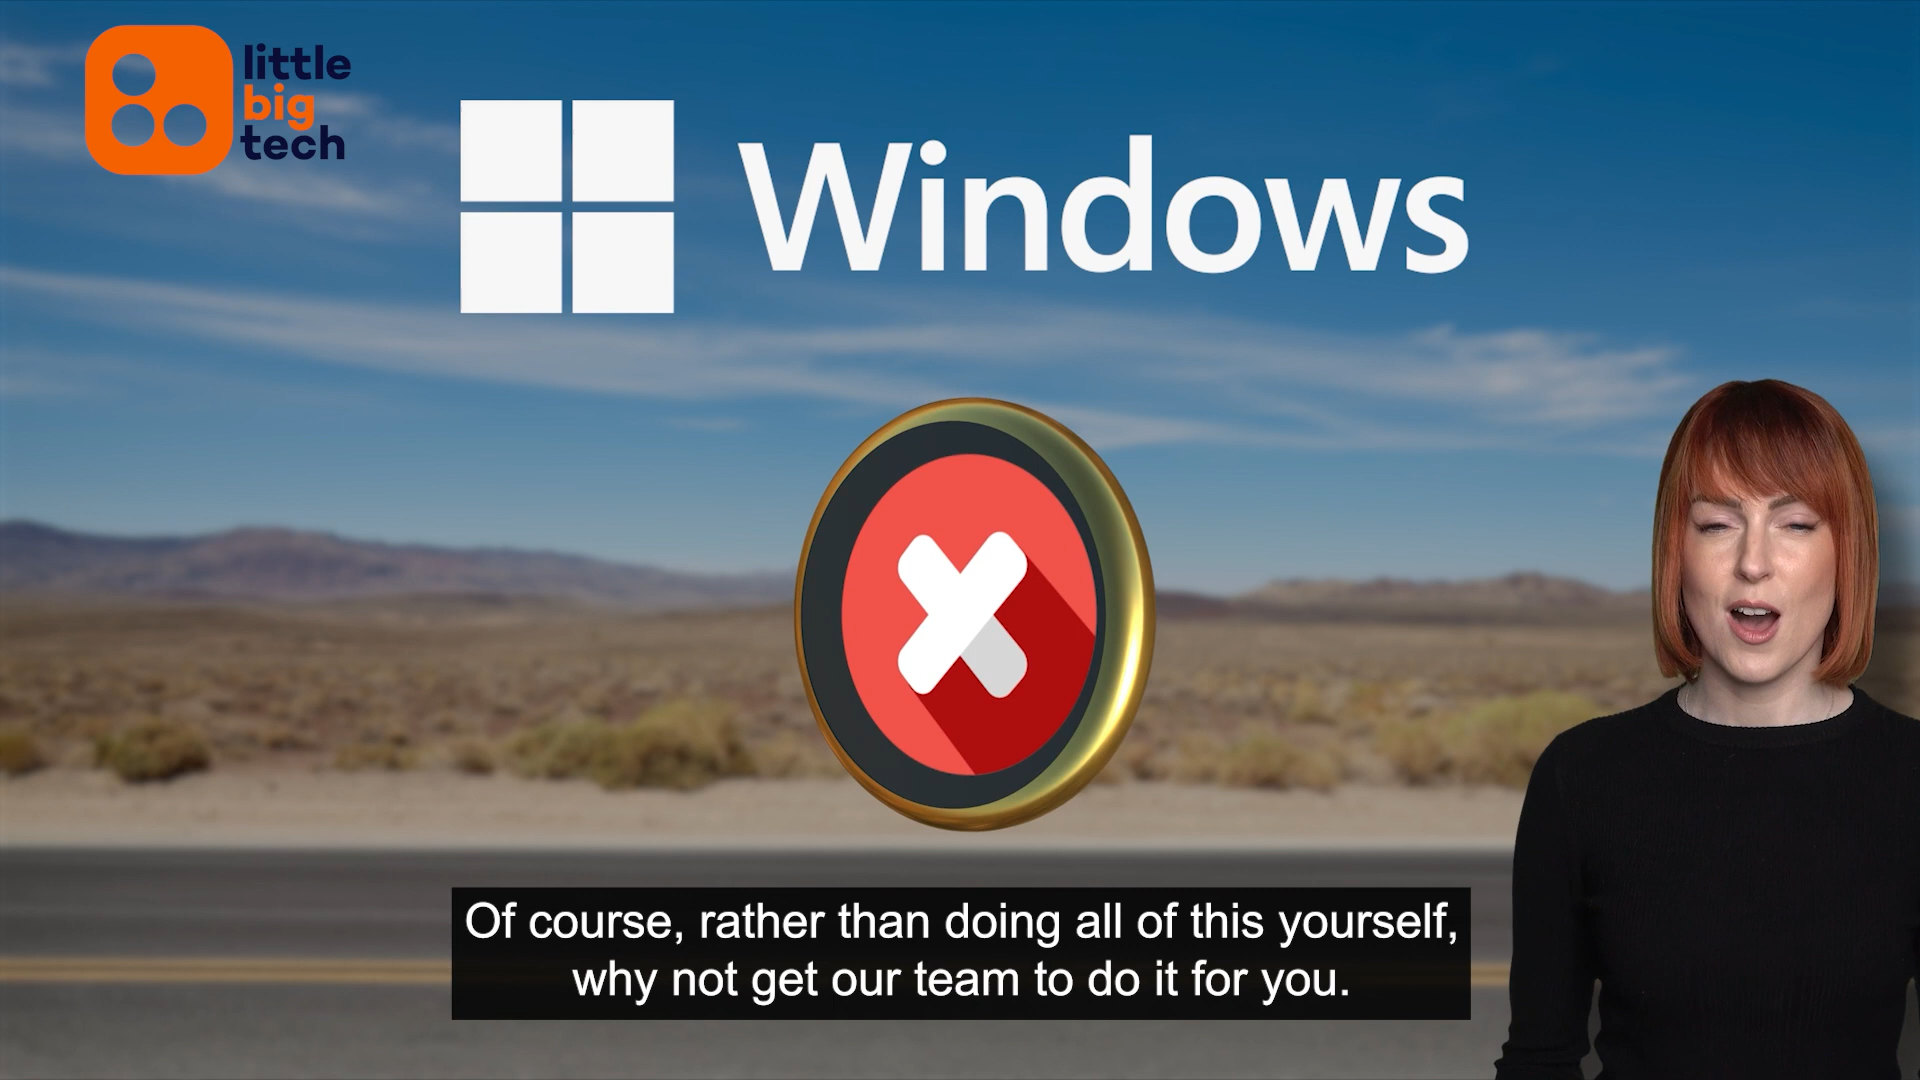 little
big
tech
Windows
Of course, rather than doing all of this yourself,
why not get our team to do it for you.